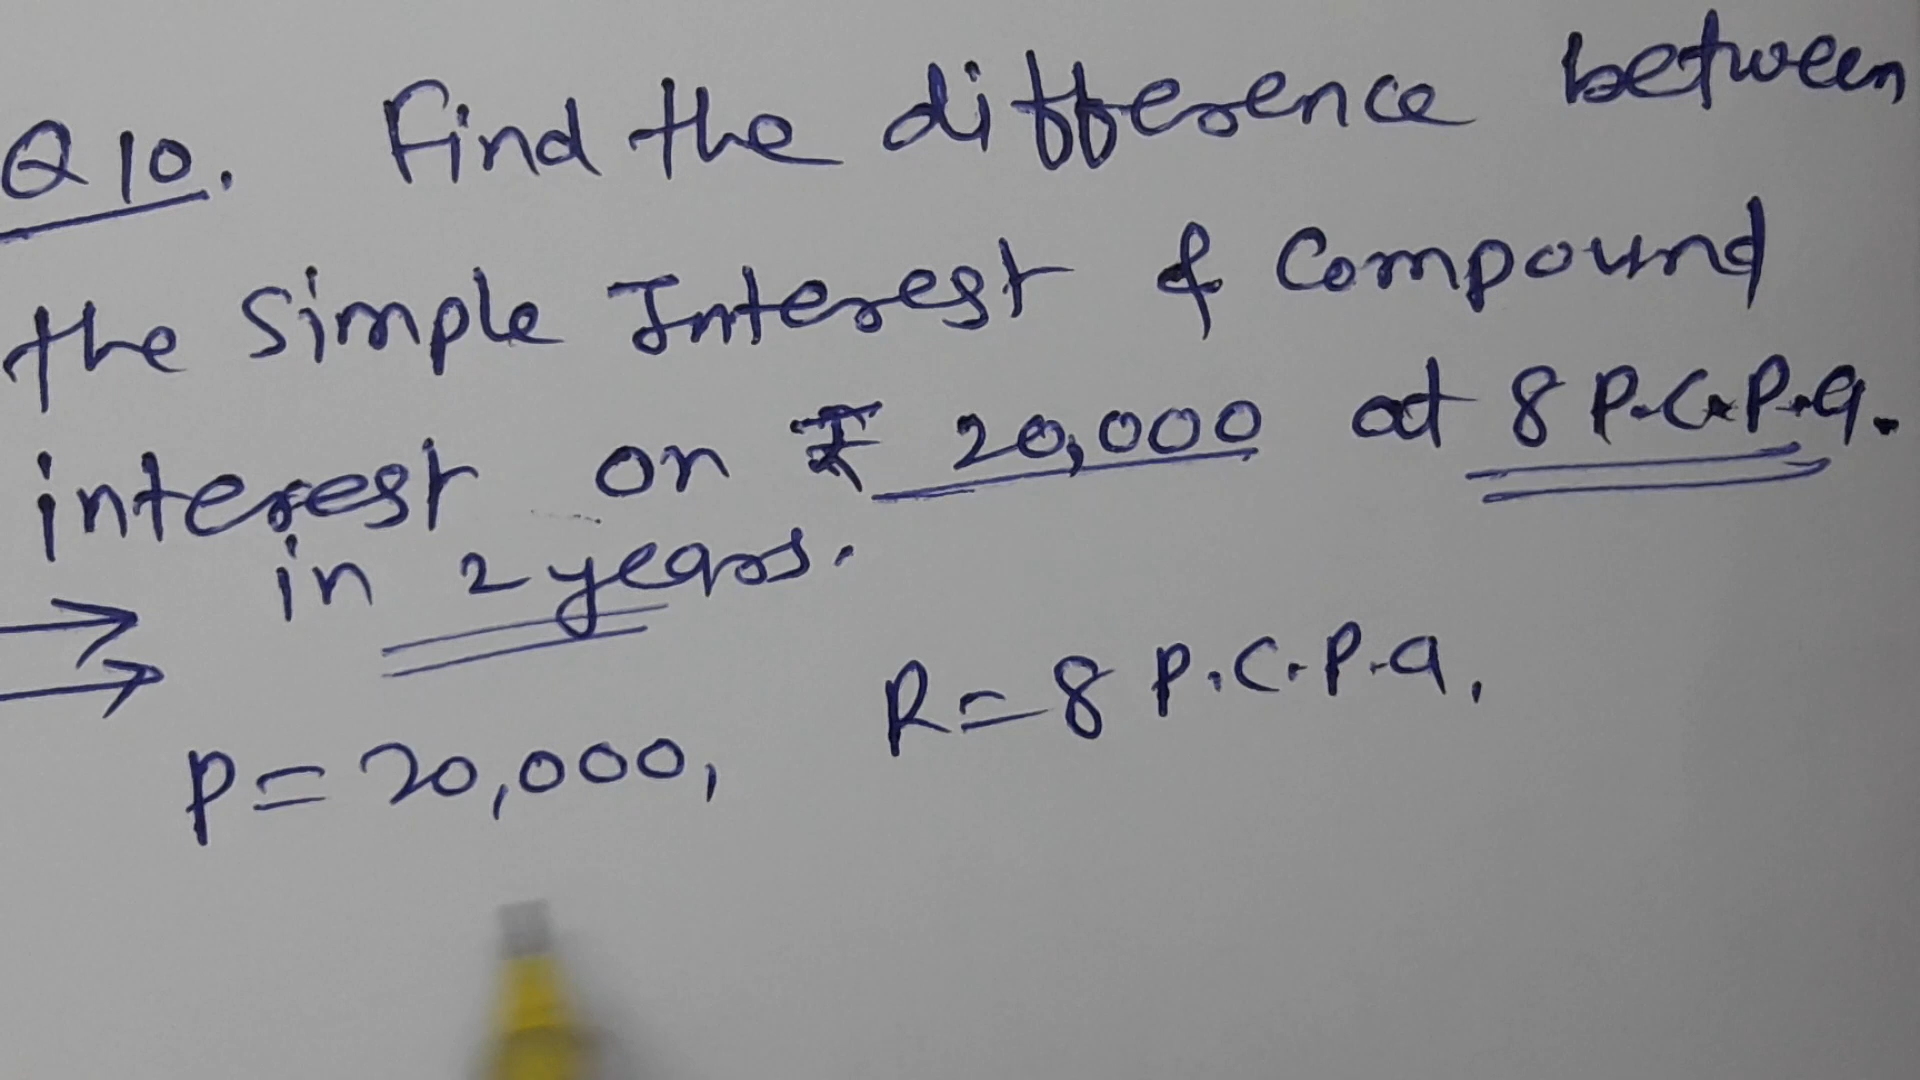 Q 10. Find the difference between
the Simple Interest & Compound
interest on ₹ 20,000 at 8 P.C.P.a.
in 2 years.
P = 20,000, R = 8 P.C.P.a.